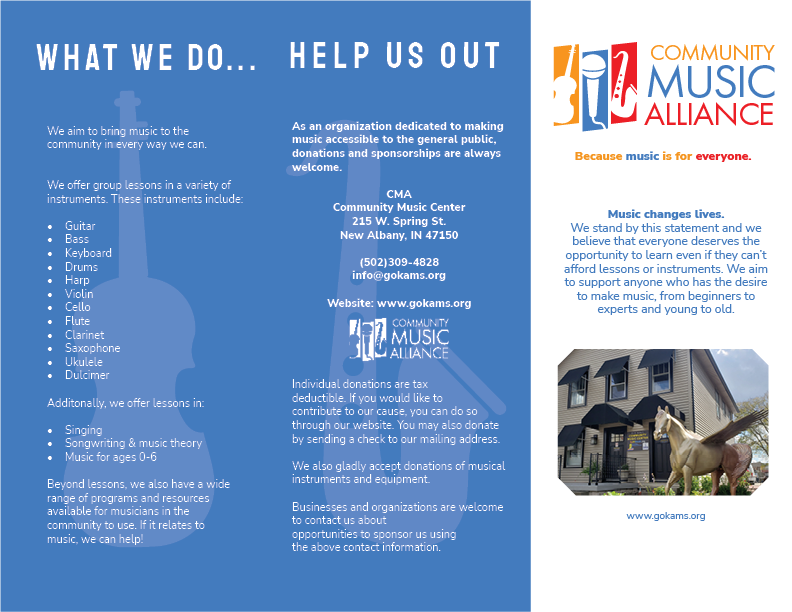 WHAT WE DO...
We aim to bring music to the
community in every way we can.
We offer group lessons in a variety of
instruments. These instruments include:
• Guitar
• Bass
• Keyboard
• Drums
• Harp
• Violin
• Cello
• Flute
• Clarinet
• Saxophone
• Ukulele
• Dulcimer
Additonally, we offer lessons in:
• Singing
• Songwriting & music theory
• Music for ages 0-6
Beyond lessons, we also have a wide
range of programs and resources
available for musicians in the
community to use. If it relates to
music, we can help!
HELP US OUT
As an organization dedicated to making
music accessible to the general public,
donations and sponsorships are always
welcome.
CMA
Community Music Center
215 W. Spring St.
New Albany, IN 47150
(502)309-4828
info@gokams.org
Website: www.gokams.org
COMMUNITY
MUSIC
ALLIANCE
Individual donations are tax
deductible. If you would like to
contribute to our cause, you can do so
through our website. You may also donate
by sending a check to our mailing address.
We also gladly accept donations of musical
instruments and equipment.
Businesses and organizations are welcome
to contact us about
opportunities to sponsor us using
the above contact information.
COMMUNITY
MUSIC
ALLIANCE
Because music is for everyone.
Music changes lives.
We stand by this statement and we
believe that everyone deserves the
opportunity to learn even if they can't
afford lessons or instruments. We aim
to support anyone who has the desire
to make music, from beginners to
experts and young to old.
www.gokams.org